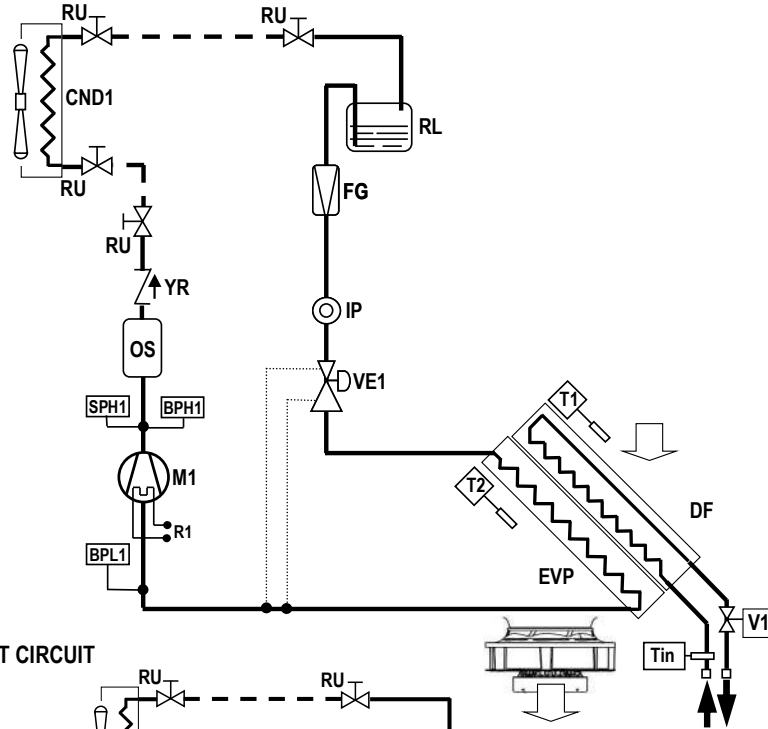 RU
RU
CND1
RL
RU
FG
RU
YR
IP
OS
VE1
SPH1
BPH1
T1
M1
T2
DF
R1
BPL1
EVP
V1
Tin
T CIRCUIT
RU
RU